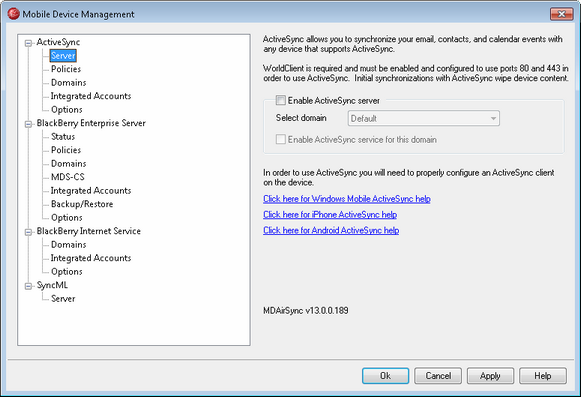 Mobile Device Management
ActiveSync
Server
Policies
Domains
Integrated Accounts
Options
BlackBerry Enterprise Server
Status
Policies
Domains
MDS-CS
Integrated Accounts
Backup/Restore
Options
BlackBerry Internet Service
Domains
Integrated Accounts
Options
SyncML
Server
ActiveSync allows you to synchronize your email, contacts, and calendar events with
any device that supports ActiveSync.
WorldClient is required and must be enabled and configured to use ports 80 and 443 in
order to use ActiveSync. Initial synchronizations with ActiveSync wipe device content.
Enable ActiveSync server
Select domain
Default
Enable ActiveSync service for this domain
In order to use ActiveSync you will need to properly configure an ActiveSync client
on the device.
Click here for Windows Mobile ActiveSync help
Click here for iPhone ActiveSync help
Click here for Android ActiveSync help
MDAirSync v13.0.0.189
Ok
Cancel
Apply
Help